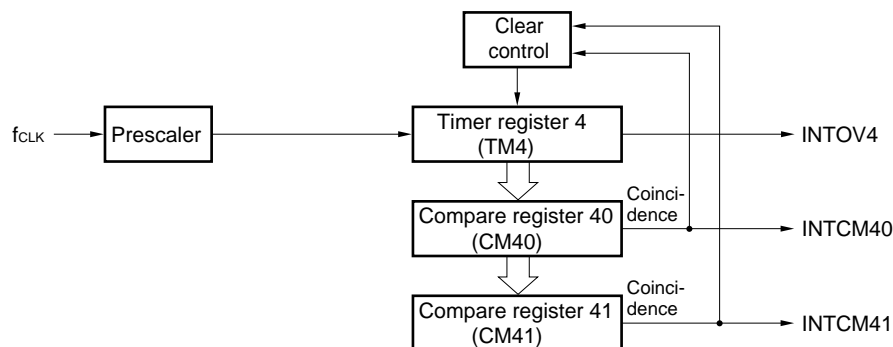 Clear
control
fCLK
Prescaler
Timer register 4
(TM4)
INTOV4
Compare register 40
(CM40)
Coinci-
dence
INTCM40
Compare register 41
(CM41)
Coinci-
dence
INTCM41